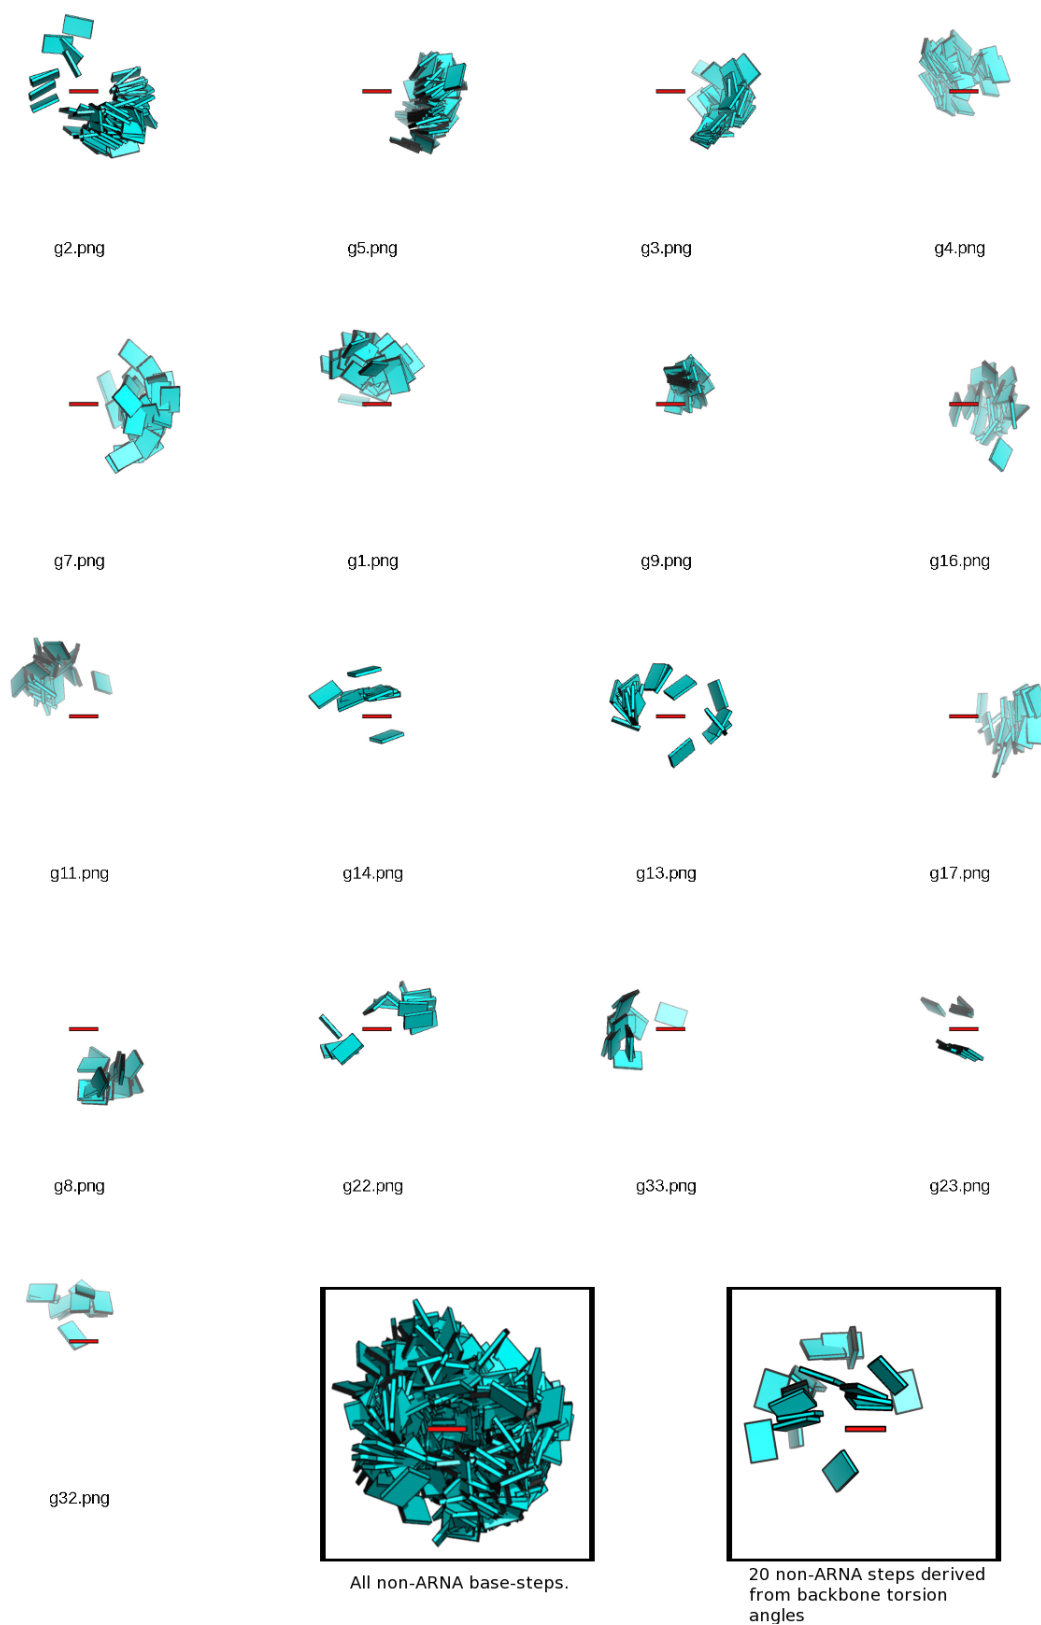 g2.png
g5.png
g3.png
g4.png
g7.png
g1.png
g9.png
g16.png
g11.png
g14.png
g13.png
g17.png
g8.png
g22.png
g33.png
g23.png
g32.png
All non-ARNA base-steps.
20 non-ARNA steps derived
from backbone torsion
angles